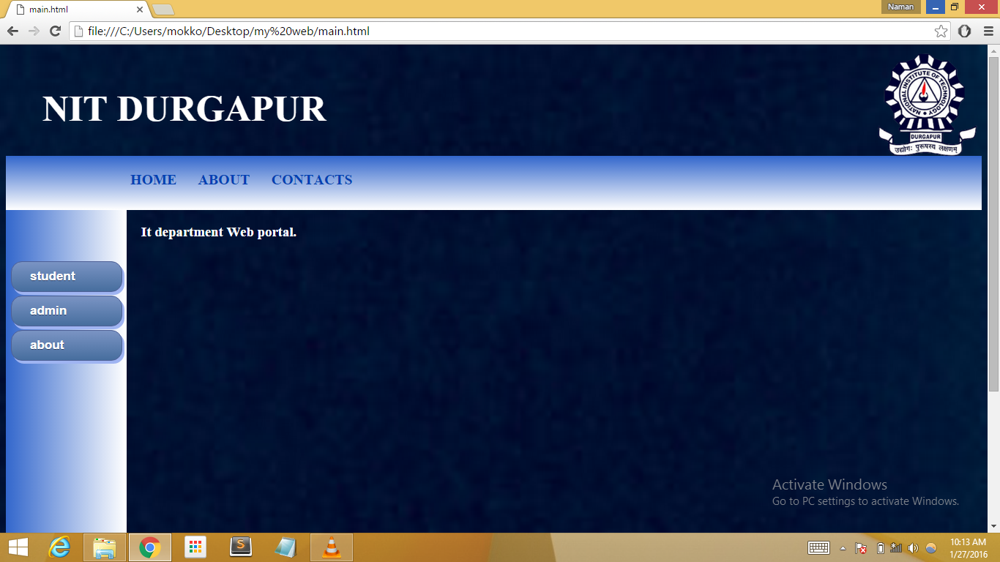 main.html
Naman
file:///C:/Users/mokko/Desktop/my%20web/main.html
NIT DURGAPUR
NATIONAL INSTITUTE OF TECHNOLOGY
DURGAPUR
उद्योगः पुरुषस्य लक्षणम्
HOME ABOUT CONTACTS
It department Web portal.
student
admin
about
Activate Windows
Go to PC settings to activate Windows.
10:13 AM
1/27/2016